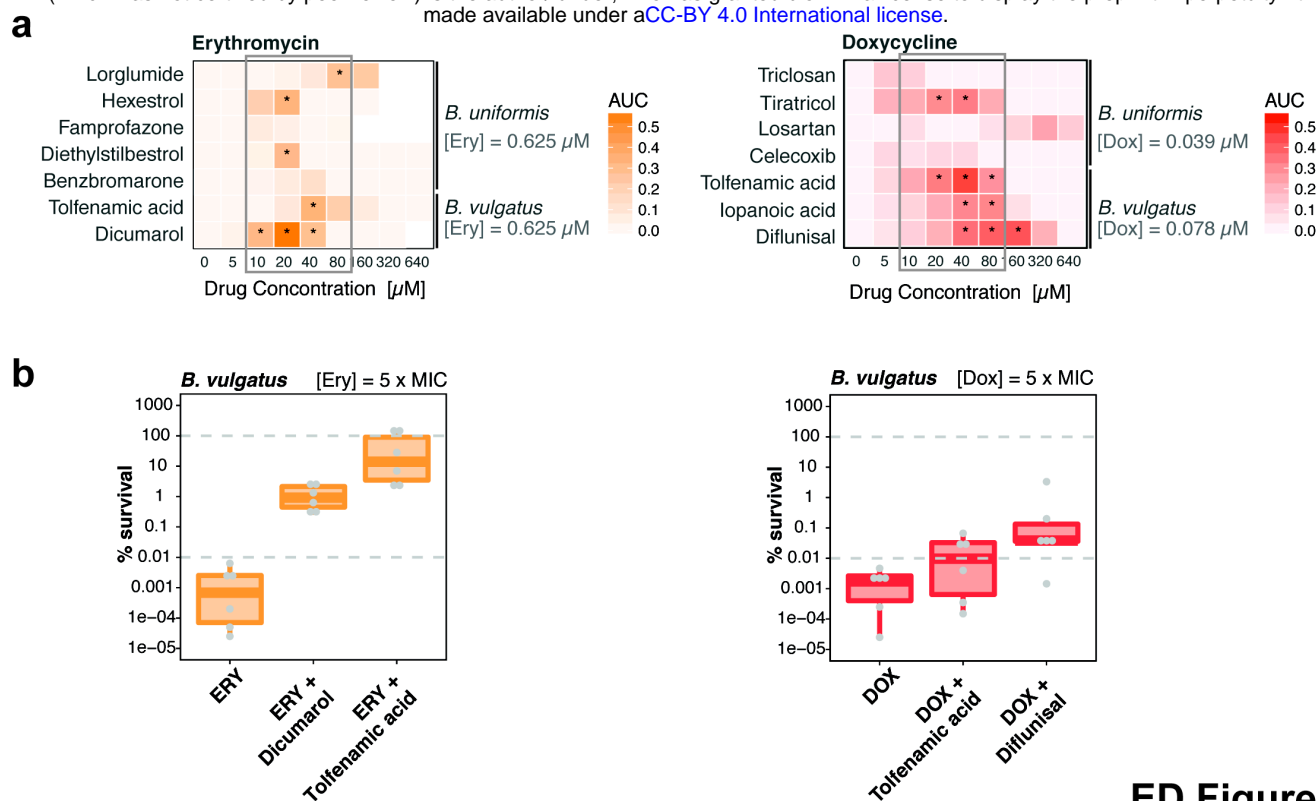 made available under aCC-BY 4.0 International license.
a
Erythromycin
Lorglumide
Hexestrol
Famprofazone
Diethylstilbestrol
Benzbromarone
Tolfenamic acid
Dicumarol
* 
*
*
*
* * *
0 5 10 20 40 80 160 320 640
Drug Concentration [µM]
B. uniformis
[Ery] = 0.625 µM
B. vulgatus
[Ery] = 0.625 µM
AUC
0.5
0.4
0.3
0.2
0.1
0.0
Doxycycline
Triclosan
Tiratricol
Losartan
Celecoxib
Tolfenamic acid
Iopanoic acid
Diflunisal
* *
* * *
* *
* * *
0 5 10 20 40 80 160 320 640
Drug Concentration [µM]
B. uniformis
[Dox] = 0.039 µM
B. vulgatus
[Dox] = 0.078 µM
AUC
0.5
0.4
0.3
0.2
0.1
0.0
b
B. vulgatus [Ery] = 5 x MIC
% survival
1000
100
10
1
0.1
0.01
0.001
1e−04
1e−05
ERY
ERY +
Dicumarol
ERY +
Tolfenamic acid
B. vulgatus [Dox] = 5 x MIC
% survival
1000
100
10
1
0.1
0.01
0.001
1e−04
1e−05
DOX
DOX +
Tolfenamic acid
DOX +
Diflunisal
ED Figure